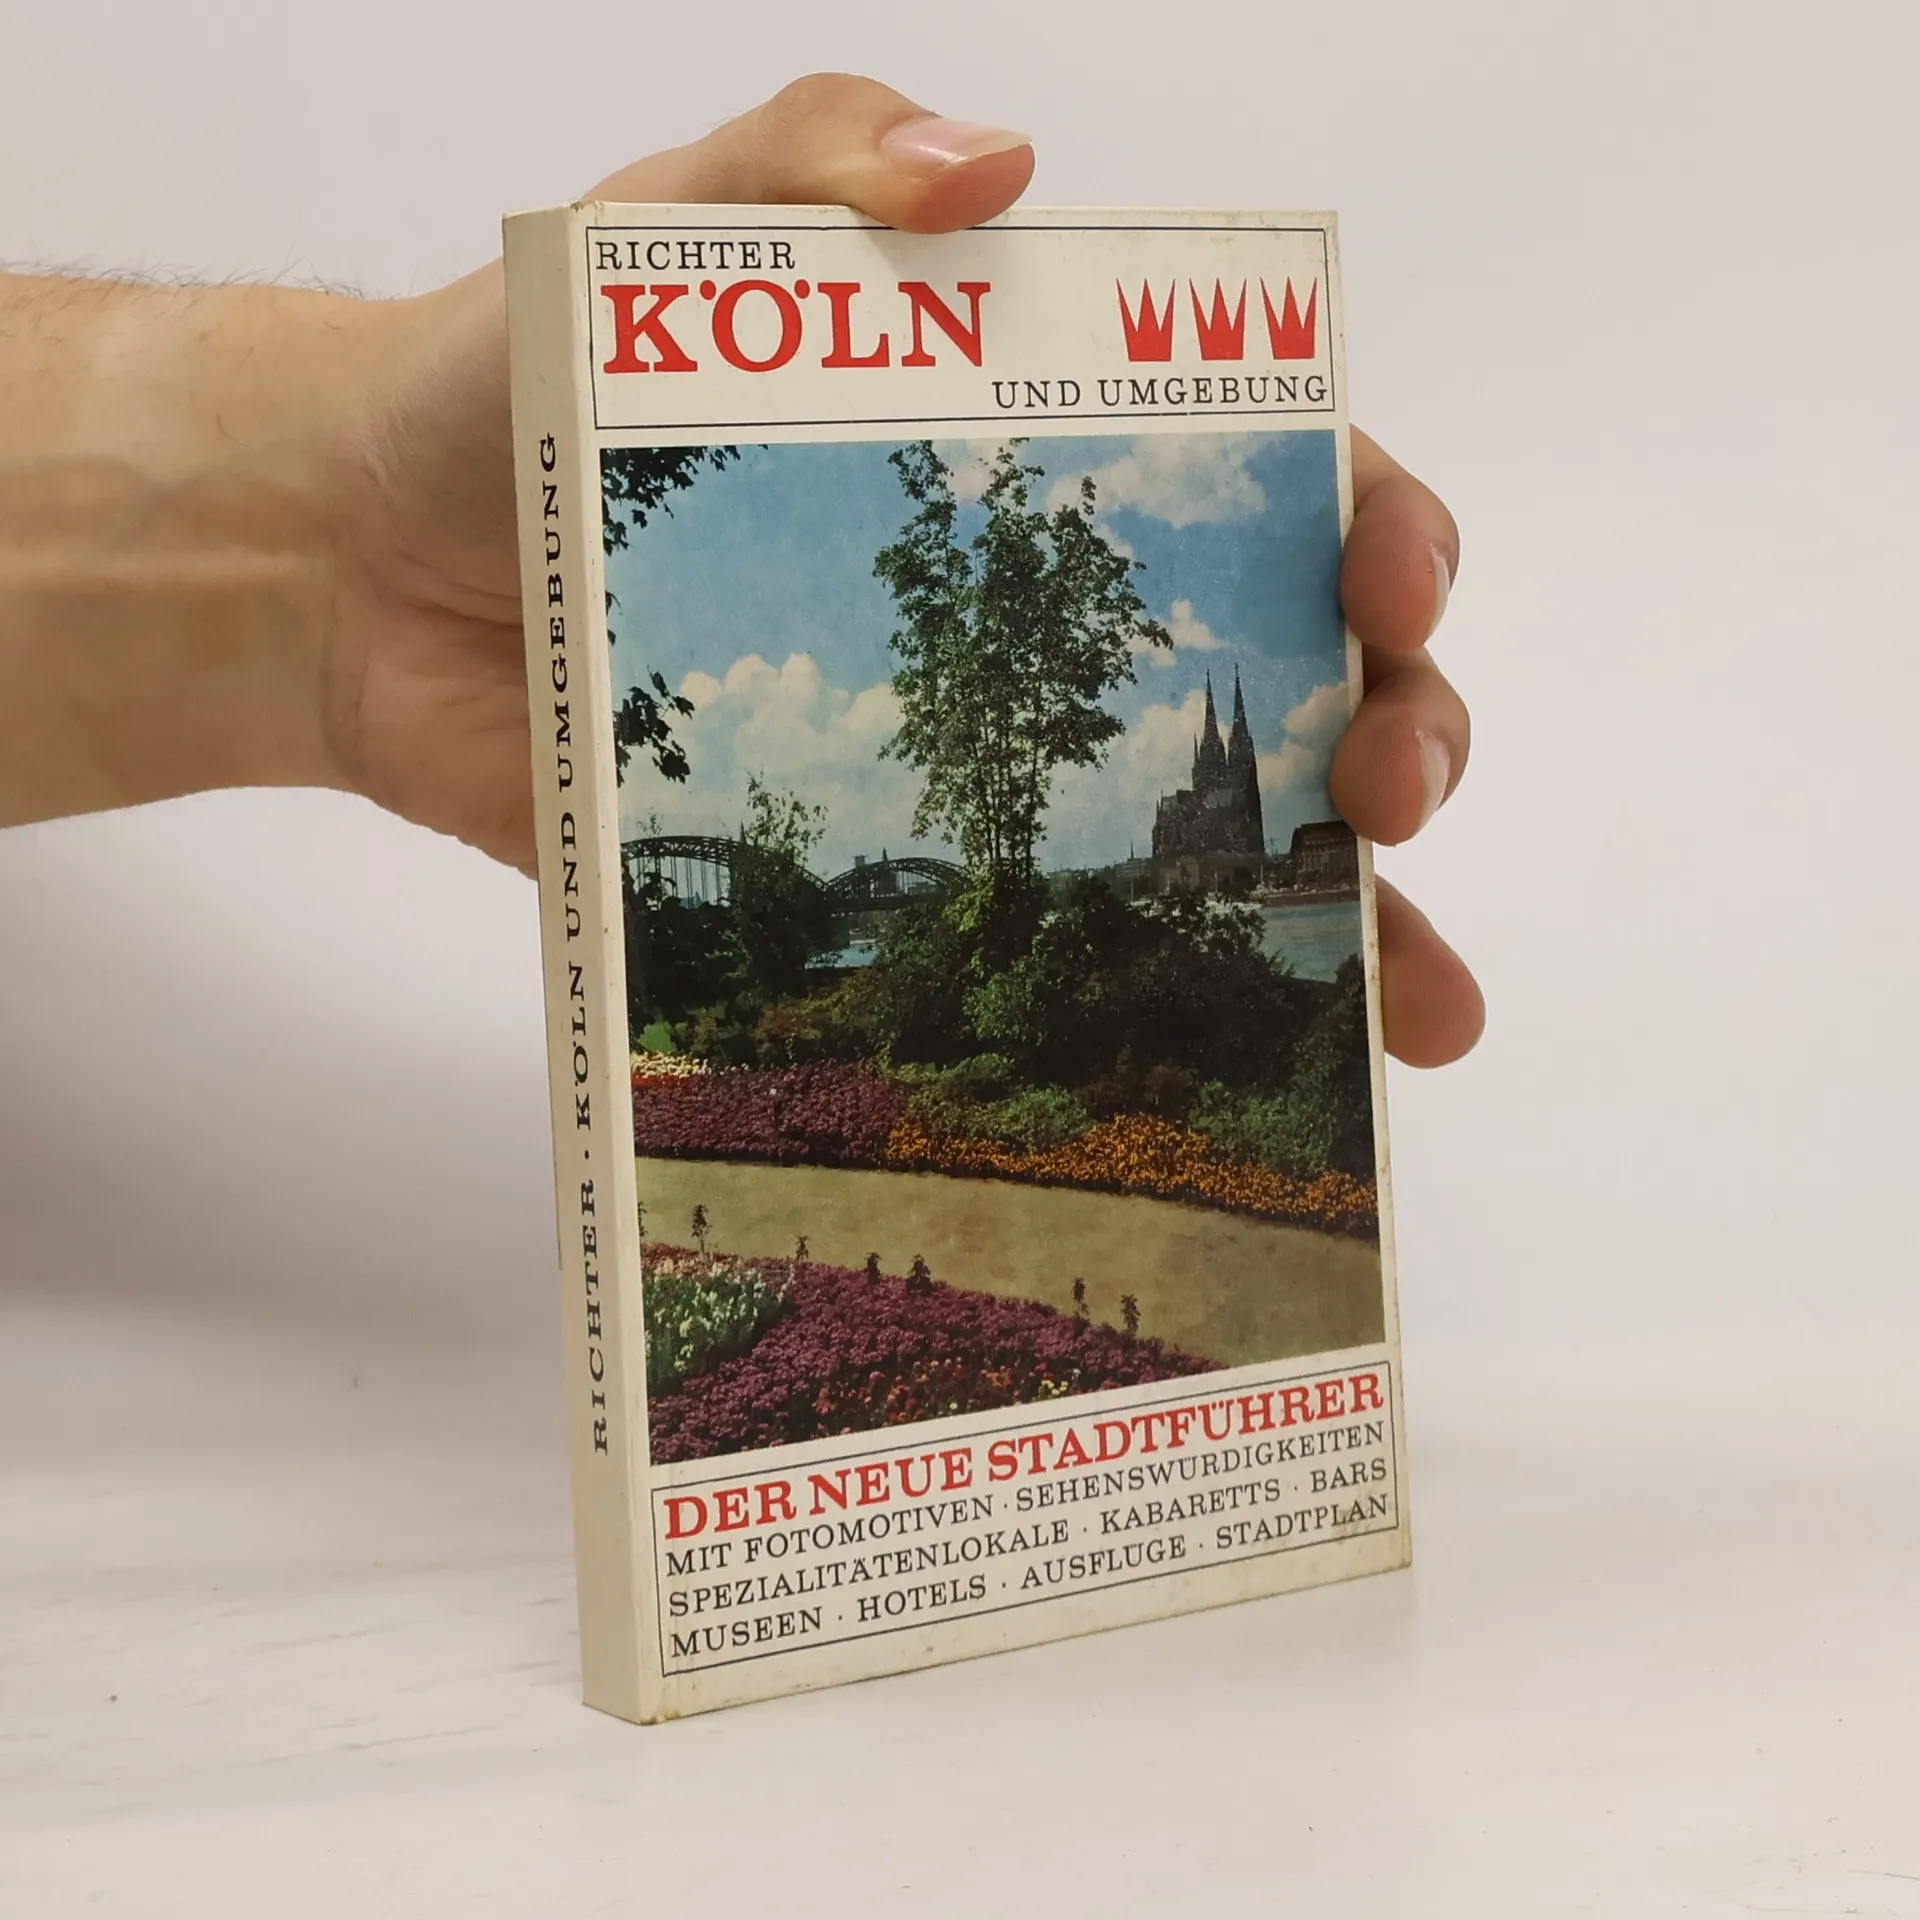 RICHTER
KÖLN
UND UMGEBUNG
RICHTER · KÖLN UND UMGEBUNG
DER NEUE STADTFÜHRER
MIT FOTOMOTIVEN · SEHENSWÜRDIGKEITEN
SPEZIALITÄTENLOKALE · KABARETTS · BARS
MUSEEN · HOTELS · AUSFLÜGE · STADTPLAN